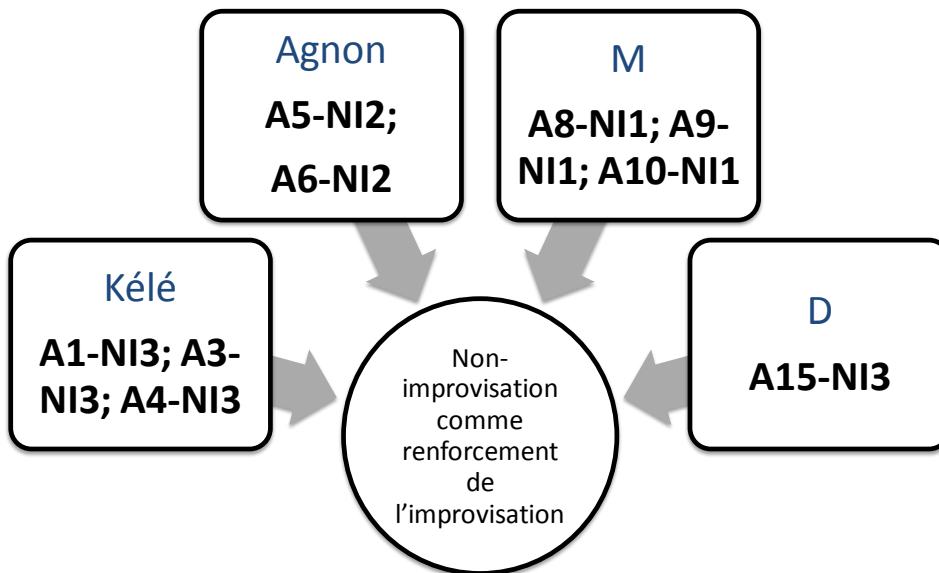 Agnon
A5-NI2;
A6-NI2
M
A8-NI1; A9-
NI1; A10-NI1
Kélé
A1-NI3; A3-
NI3; A4-NI3
D
A15-NI3
Non-
improvisation
comme
renforcement
de
l’improvisation